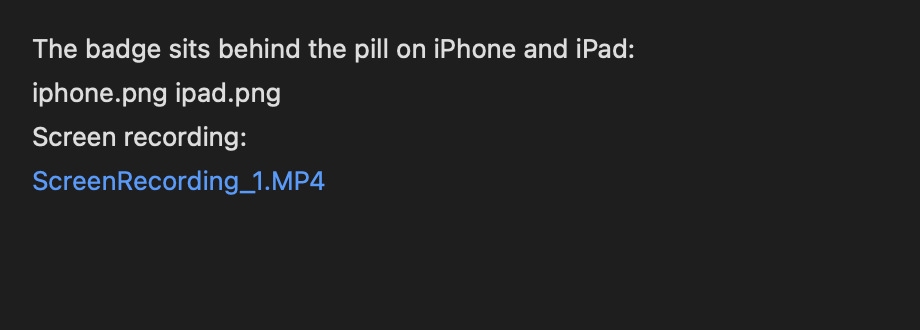 The badge sits behind the pill on iPhone and iPad:
iphone.png ipad.png
Screen recording:
ScreenRecording_1.MP4